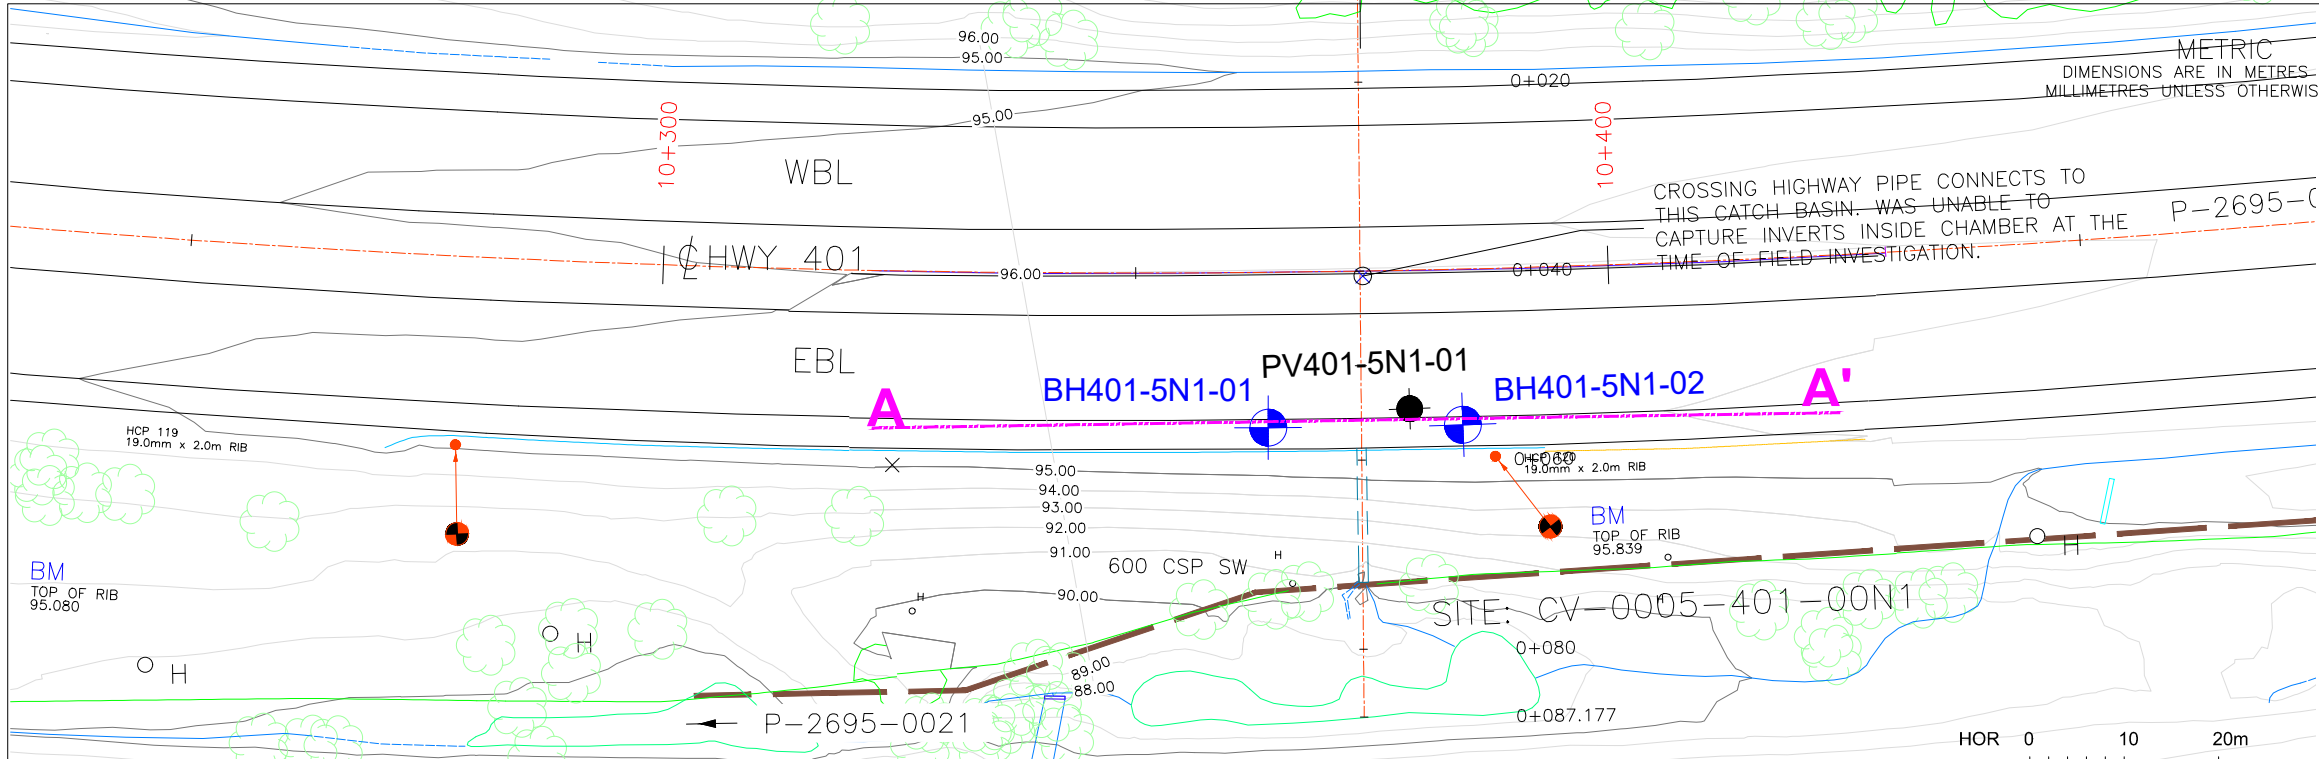 96.00
95.00
95.00
0+020
METRIC
DIMENSIONS ARE IN METRES
MILLIMETRES UNLESS OTHERWIS
10+300
10+400
WBL
CROSSING HIGHWAY PIPE CONNECTS TO
THIS CATCH BASIN. WAS UNABLE TO
CAPTURE INVERTS INSIDE CHAMBER AT THE
TIME OF FIELD INVESTIGATION.
P-2695-0
℄ HWY 401
96.00
0+040
EBL
PV401-5N1-01
BH401-5N1-01
BH401-5N1-02
A
A'
HCP 119
19.0mm x 2.0m RIB
0+060
HCP 120
19.0mm x 2.0m RIB
95.00
94.00
93.00
92.00
91.00
90.00
89.00
88.00
BM
TOP OF RIB
95.839
BM
TOP OF RIB
95.080
600 CSP SW
H
H
H
H
H
H
SITE: CV-0005-401-00N1
0+080
0+087.177
P-2695-0021
HOR 0 10 20m